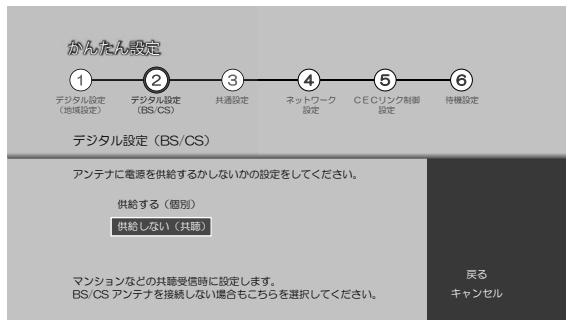 かんたん設定
1 2 3 4 5 6
デジタル設定 デジタル設定 共通設定 ネットワーク CECリンク制御 待機設定
(地域設定) (BS/CS) 設定 設定
デジタル設定(BS/CS)
アンテナに電源を供給するかしないかの設定をしてください。
供給する(個別)
供給しない(共聴)
マンションなどの共聴受信時に設定します。
BS/CS アンテナを接続しない場合もこちらを選択してください。
戻る
キャンセル